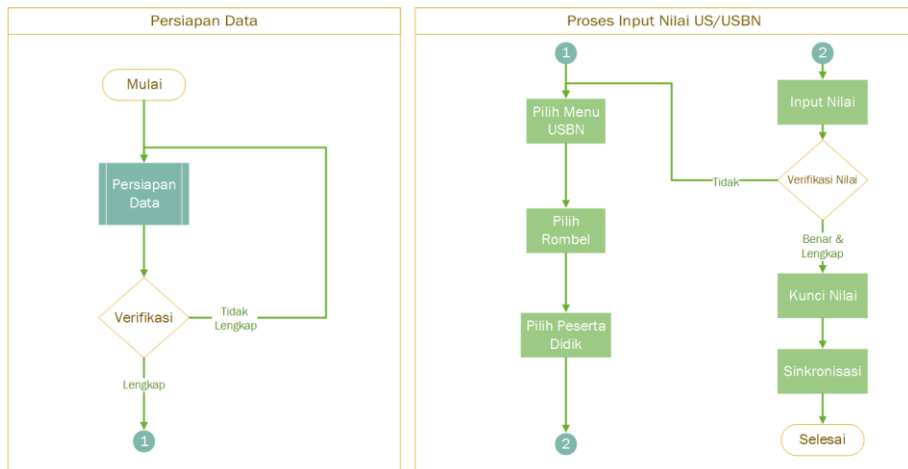 Persiapan Data
Mulai
Persiapan
Data
Verifikasi
Tidak
Lengkap
Lengkap
1
Proses Input Nilai US/USBN
1
Pilih Menu
USBN
Pilih
Rombel
Pilih Peserta
Didik
2
2
Input Nilai
Verifikasi Nilai
Tidak
Benar &
Lengkap
Kunci Nilai
Sinkronisasi
Selesai